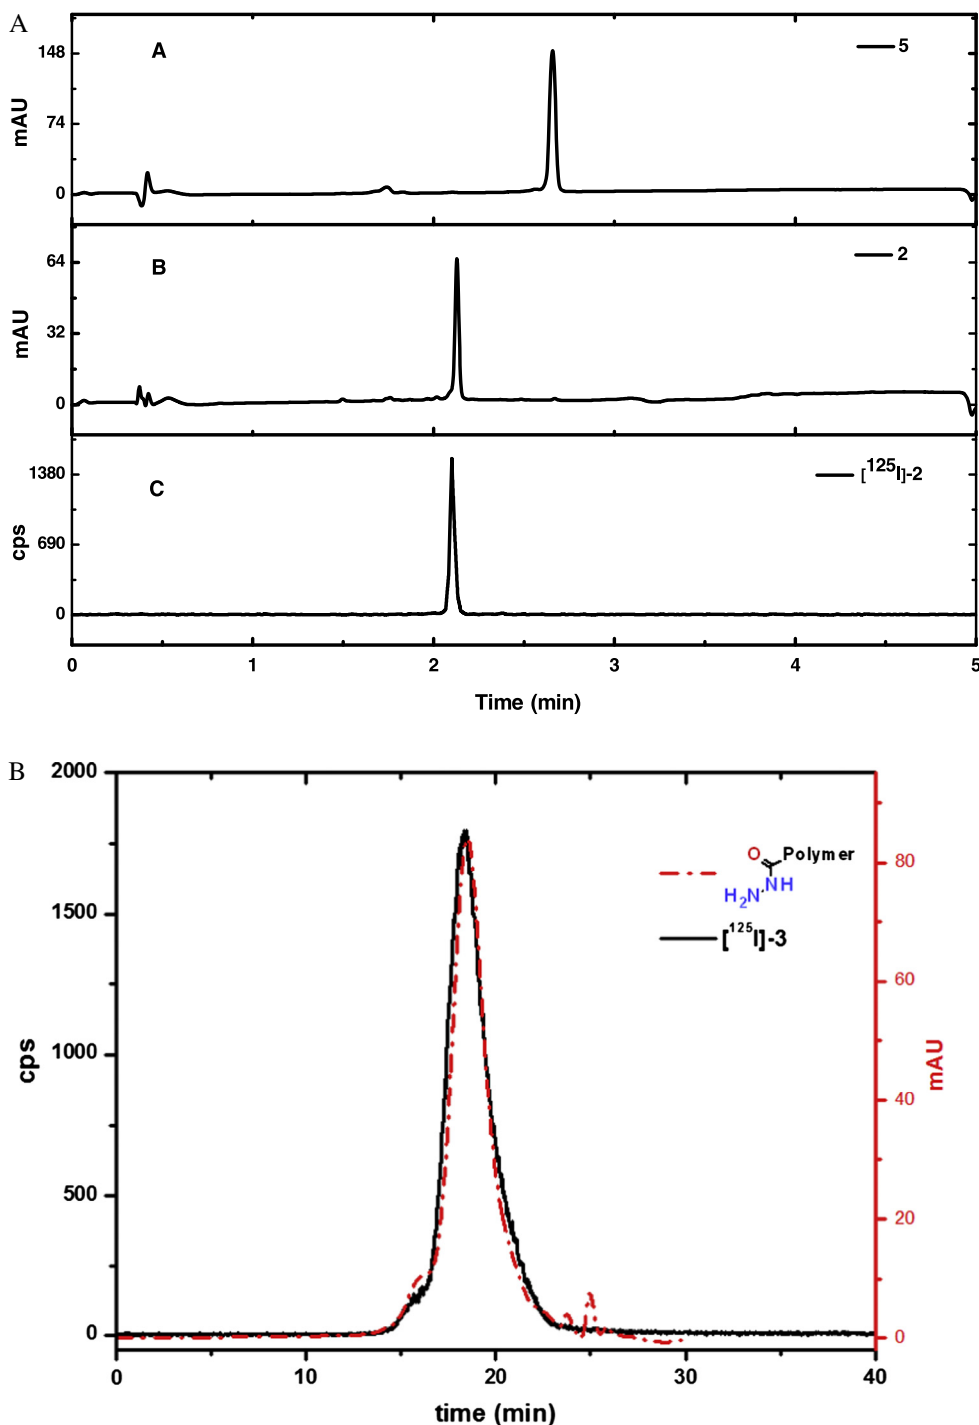 A
A
5
148
74
0
mAU
B
2
64
32
0
mAU
C
[125I]-2
1380
690
0
cps
0 1 2 3 4 5
Time (min)
B
2000
1500
1000
500
0
cps
O Polymer
NH
H2N
[125I]-3
80
60
40
20
0
mAU
0 10 20 30 40
time (min)